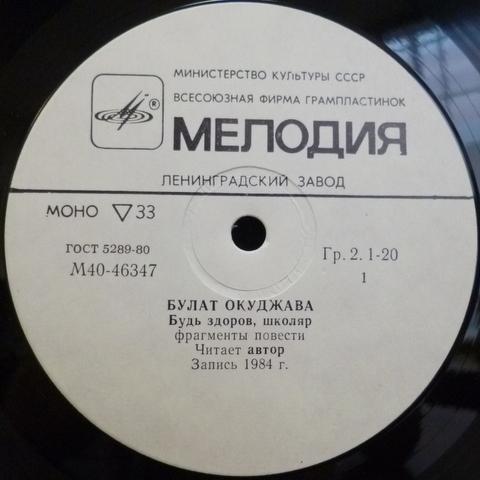 МИНИСТЕРСТВО КУЛЬТУРЫ СССР
ВСЕСОЮЗНАЯ ФИРМА ГРАМПЛАСТИНОК
®
МЕЛОДИЯ
ЛЕНИНГРАДСКИЙ ЗАВОД
МОНО ▽ 33
ГОСТ 5289-80
М40-46347
Гр. 2. 1-20
1
БУЛАТ ОКУДЖАВА
Будь здоров, школяр
фрагменты повести
Читает автор
Запись 1984 г.